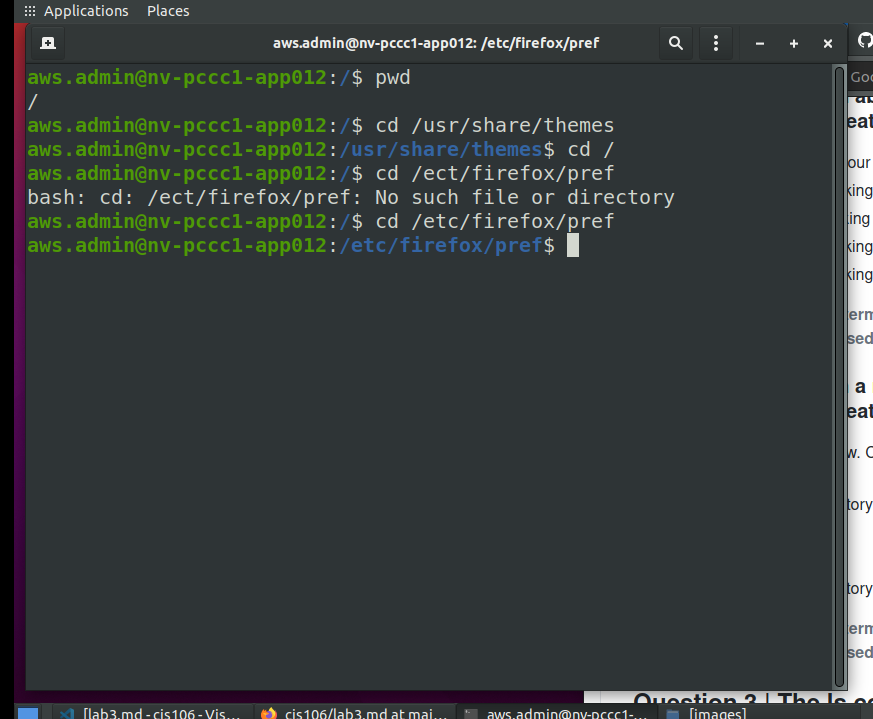 Applications Places
aws.admin@nv-pccc1-app012: /etc/firefox/pref
aws.admin@nv-pccc1-app012:/$ pwd
/
aws.admin@nv-pccc1-app012:/$ cd /usr/share/themes
aws.admin@nv-pccc1-app012:/usr/share/themes$ cd /
aws.admin@nv-pccc1-app012:/$ cd /ect/firefox/pref
bash: cd: /ect/firefox/pref: No such file or directory
aws.admin@nv-pccc1-app012:/$ cd /etc/firefox/pref
aws.admin@nv-pccc1-app012:/etc/firefox/pref$
Goo
eat
our
king
ing
king
king
erm
sed
a
eat
w. C
tory
tory
erm
sed
Question 3 | The ls co
[lab3.md - cis106 - Vis... cis106/lab3.md at mai... aws.admin@nv-pccc1-... [images]